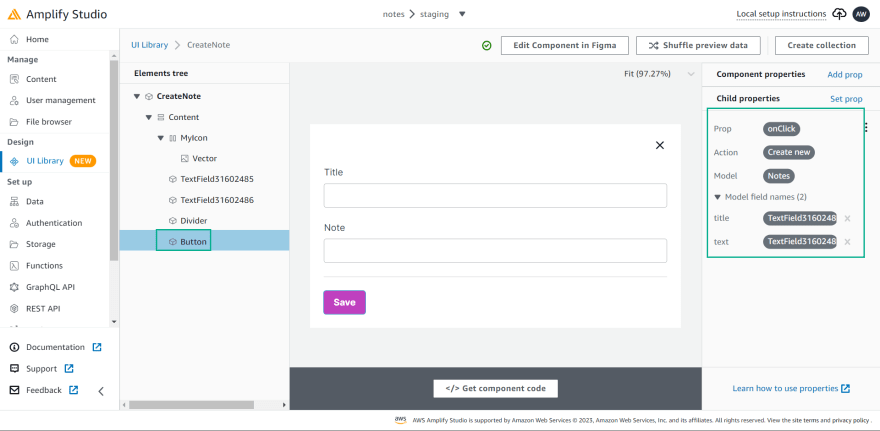 Amplify Studio
notes > staging
Local setup instructions
AW
Home
Manage
Content
User management
File browser
Design
UI Library NEW
Set up
Data
Authentication
Storage
Functions
GraphQL API
REST API
Documentation
Support
Feedback
UI Library > CreateNote
Edit Component in Figma
Shuffle preview data
Create collection
Elements tree
CreateNote
Content
MyIcon
Vector
TextField31602485
TextField31602486
Divider
Button
Fit (97.27%)
Title
Note
Save
</> Get component code
Component properties Add prop
Child properties Set prop
Prop onClick
Action Create new
Model Notes
Model field names (2)
title TextField3160248 X
text TextField3160248 X
Learn how to use properties
aws AWS Amplify Studio is supported by Amazon Web Services © 2023, Amazon Web Services, Inc. and its affiliates. All rights reserved. View the site terms and privacy policy .